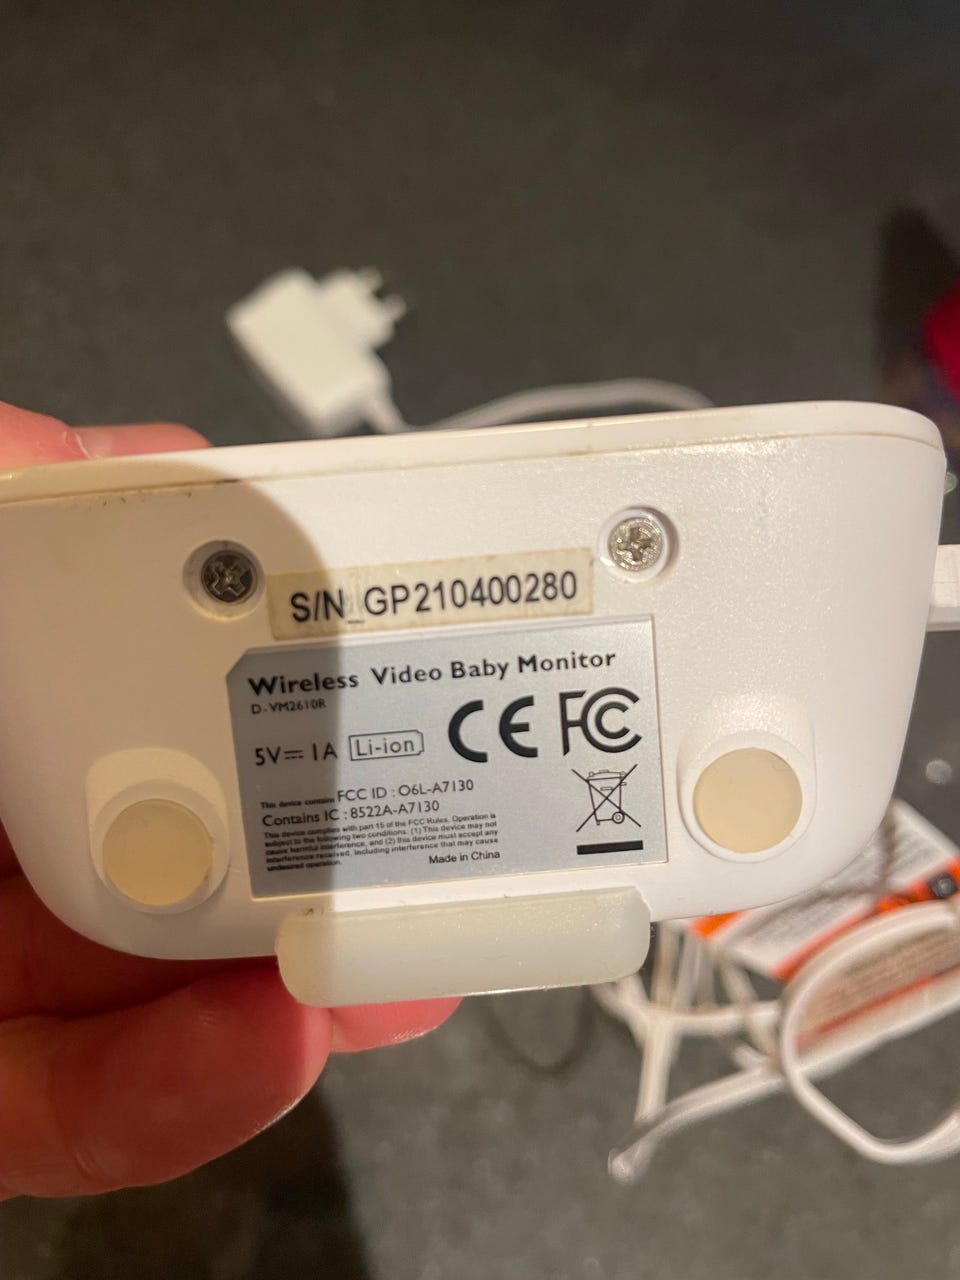 S/N_GP210400280
Wireless Video Baby Monitor
D-VM2610R
5V⎓1A Li-ion CE FC
This device contains FCC ID : O6L-A7130
Contains IC : 8522A-A7130
This device complies with part 15 of the FCC Rules. Operation is
subject to the following two conditions: (1) This device may not
cause harmful interference, and (2) this device must accept any
interference received, including interference that may cause
undesired operation.
Made in China